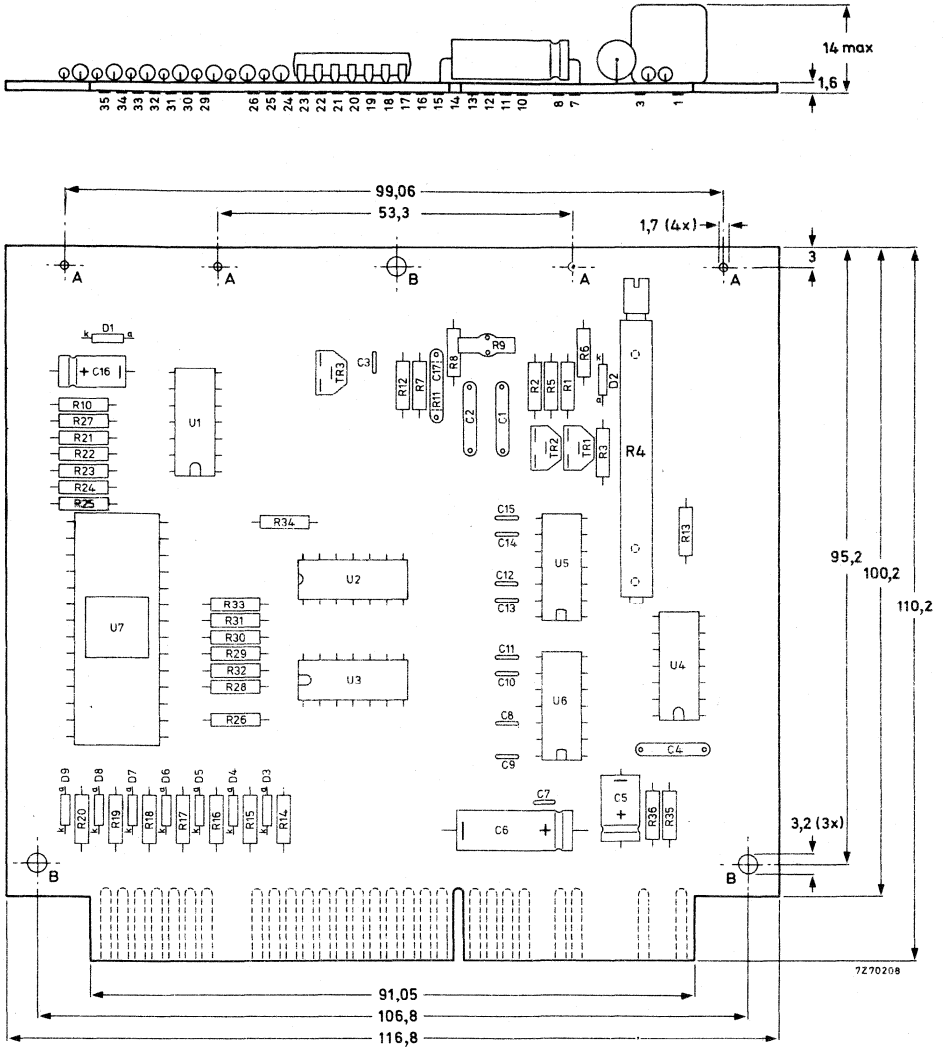 14 max
1,6
35 34 33 32 31 30 29 26 25 24 23 22 21 20 19 18 17 16 15 14 13 12 11 10 8 7 3 1
99,06
53,3
1,7 (4x)
3
A A B A A
D1
k a
C16
+
R10
R27
R21
R22
R23
R24
R25
U1
TR3
C3
R12
R7
R11
C17
R8
R9
C2
C1
R2
R5
R1
R6
k
D2
a
TR2
TR1
R3
R4
R13
R34
C15
C14
C12
C13
U5
U2
U7
R33
R31
R30
R29
R32
R28
R26
U3
C11
C10
C8
C9
U6
U4
C4
95,2
100,2
110,2
a D9 a D8 a D7 a D6 a D5 a D4 a D3
k R20 k R19 k R18 k R17 k R16 k R15 k R14
C7
C6
+
C5
+
R36
R35
3,2 (3x)
B B
7Z70208
91,05
106,8
116,8